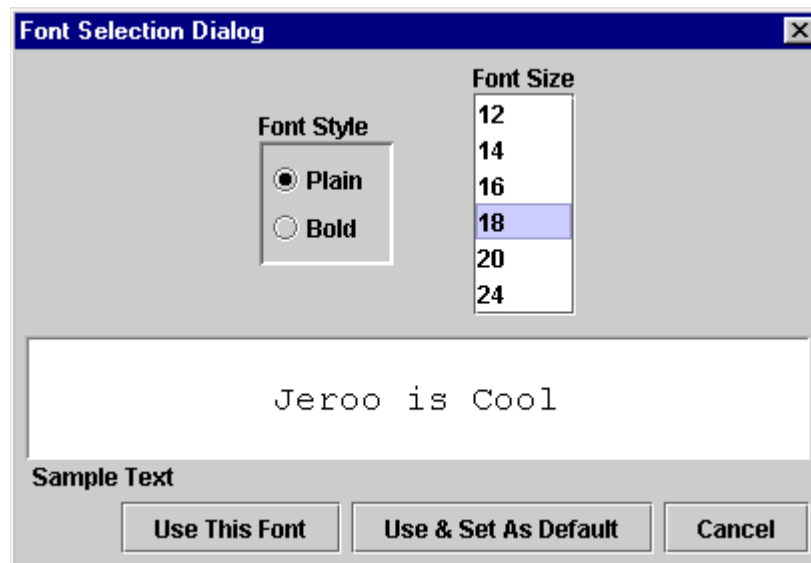 Font Selection Dialog
Font Style
Plain
Bold
Font Size
12
14
16
18
20
24
Jeroo is Cool
Sample Text
Use This Font
Use & Set As Default
Cancel